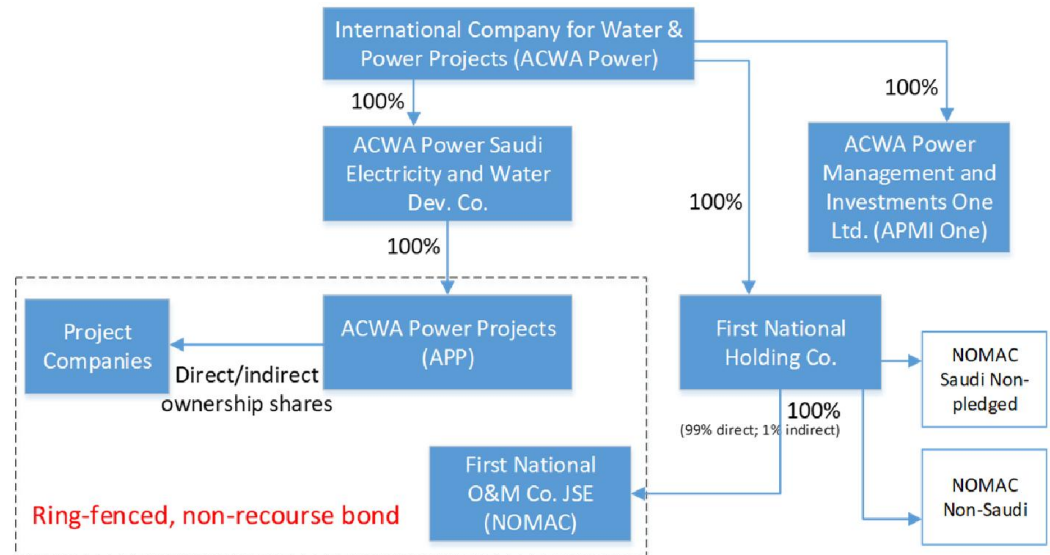 International Company for Water &
Power Projects (ACWA Power)
100%
100%
ACWA Power Saudi
Electricity and Water
Dev. Co.
ACWA Power
Management and
Investments One
Ltd. (APMI One)
100%
100%
Project
Companies
ACWA Power Projects
(APP)
First National
Holding Co.
Direct/indirect
ownership shares
NOMAC
Saudi Non-
pledged
100%
(99% direct; 1% indirect)
First National
O&M Co. JSE
(NOMAC)
NOMAC
Non-Saudi
Ring-fenced, non-recourse bond